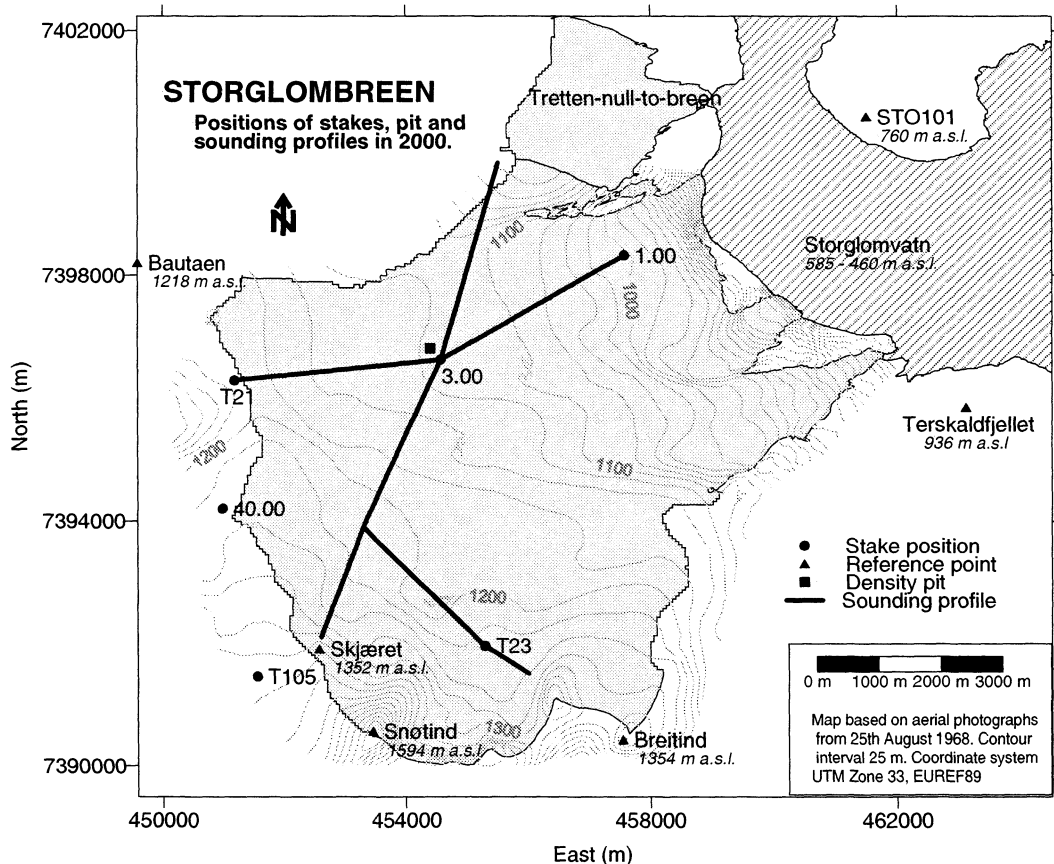 7402000
STORGLOMBREEN
Positions of stakes, pit and
sounding profiles in 2000.
Tretten-null-to-breen
STO101
760 m a.s.l.
N
1100
Storglomvatn
585 - 460 m a.s.l.
Bautaen
1218 m a.s.l.
7398000
1.00
1000
3.00
T21
North (m)
Terskaldfjellet
936 m a.s.l
1200
1100
40.00
7394000
Stake position
Reference point
Density pit
Sounding profile
1200
T23
Skjæret
1352 m a.s.l.
T105
0 m 1000 m 2000 m 3000 m
Snøtind
1594 m a.s.l.
1300
Breitind
1354 m a.s.l.
Map based on aerial photographs
from 25th August 1968. Contour
interval 25 m. Coordinate system
UTM Zone 33, EUREF89
7390000
450000 454000 458000 462000
East (m)